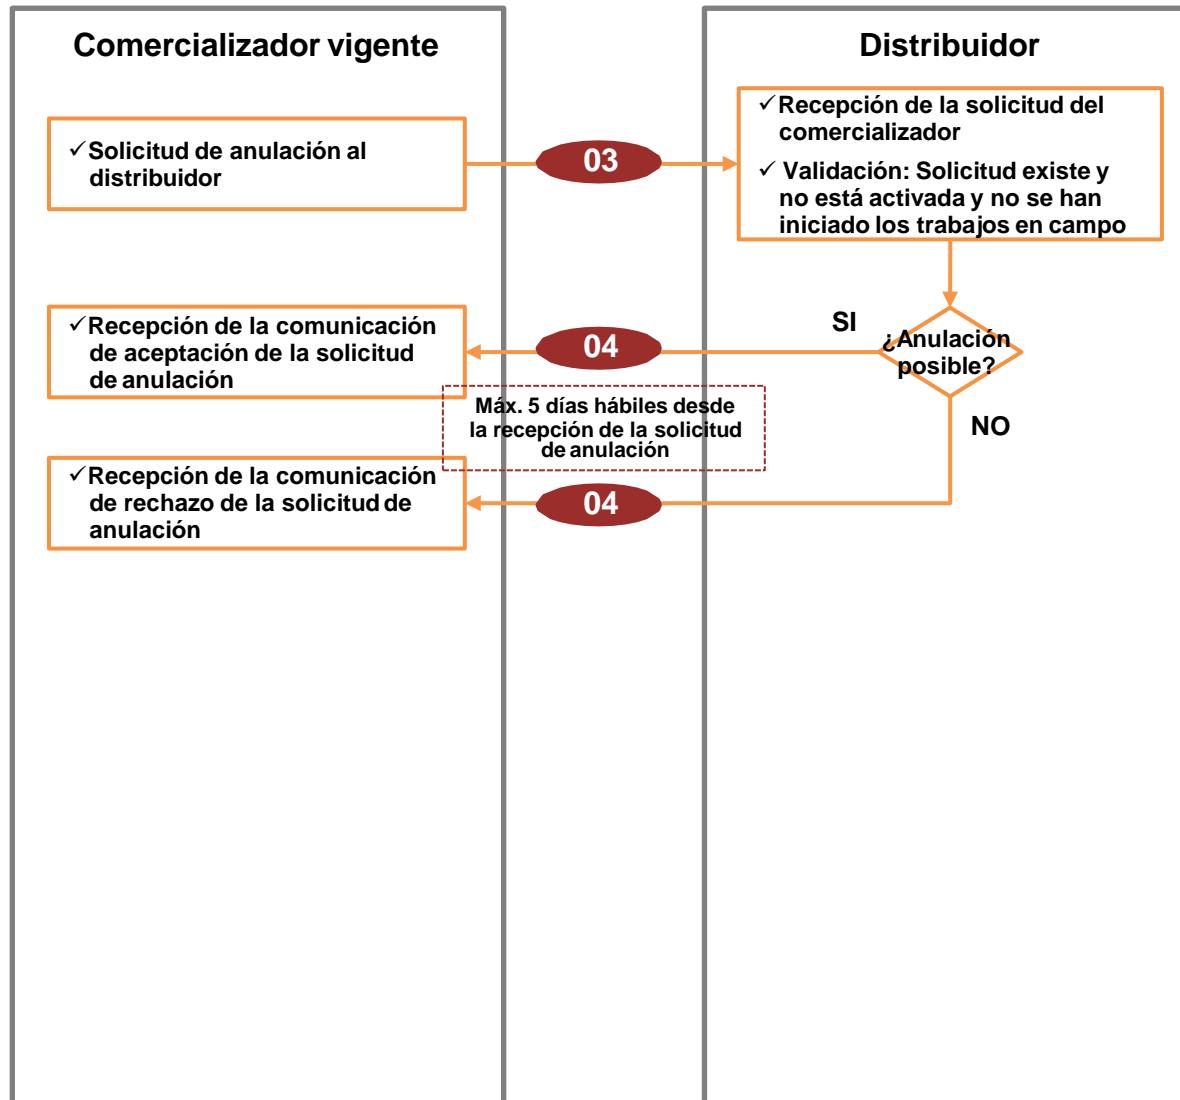 Comercializador vigente
Distribuidor
✓Solicitud de anulación al
distribuidor
03
✓Recepción de la solicitud del
comercializador
✓ Validación: Solicitud existe y
no está activada y no se han
iniciado los trabajos en campo
✓Recepción de la comunicación
de aceptación de la solicitud
de anulación
04
SI
¿Anulación
posible?
Máx. 5 días hábiles desde
la recepción de la solicitud
de anulación
NO
✓Recepción de la comunicación
de rechazo de la solicitud de
anulación
04